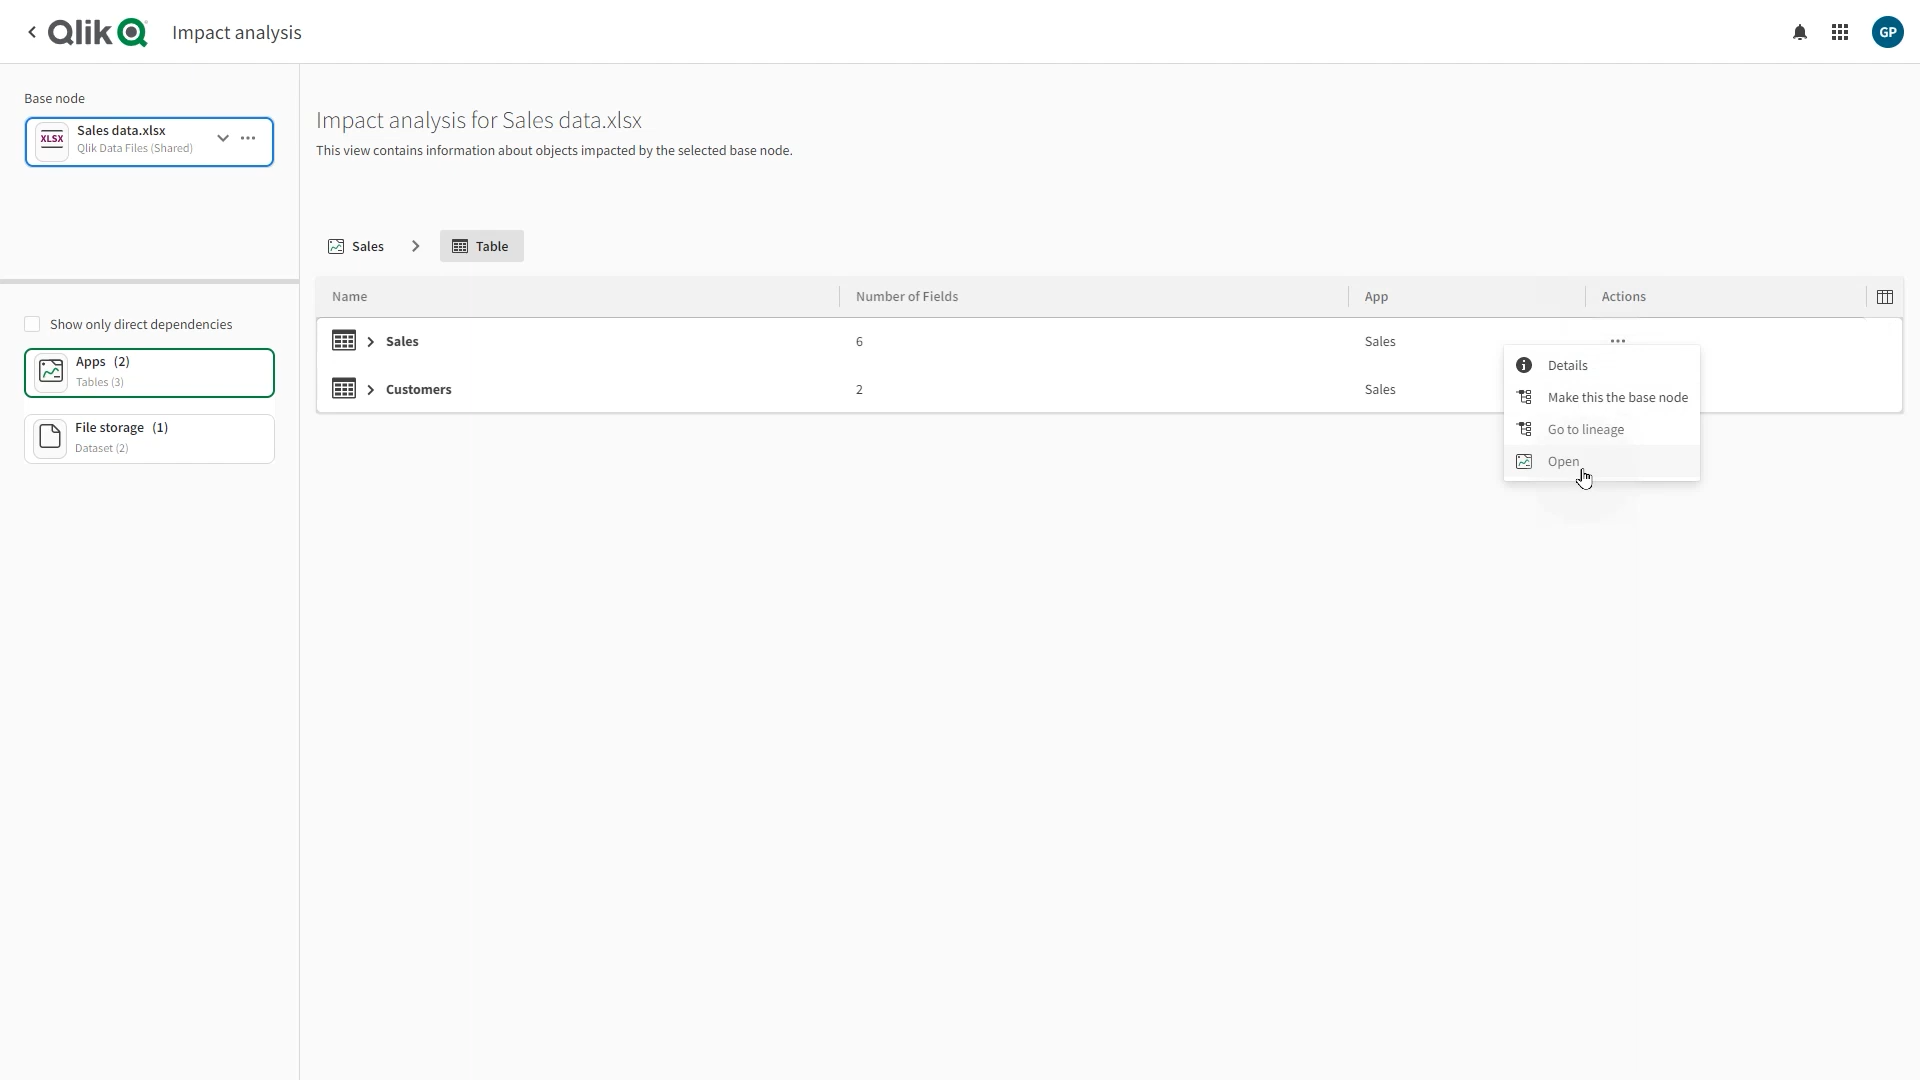 Qlik
Impact analysis
GP
Base node
XLSX
Sales data.xlsx
Qlik Data Files (Shared)
Show only direct dependencies
Apps (2)
Tables (3)
File storage (1)
Dataset (2)
Impact analysis for Sales data.xlsx
This view contains information about objects impacted by the selected base node.
Sales
Table
Name Number of Fields App Actions
Sales 6 Sales
Customers 2 Sales
Details
Make this the base node
Go to lineage
Open